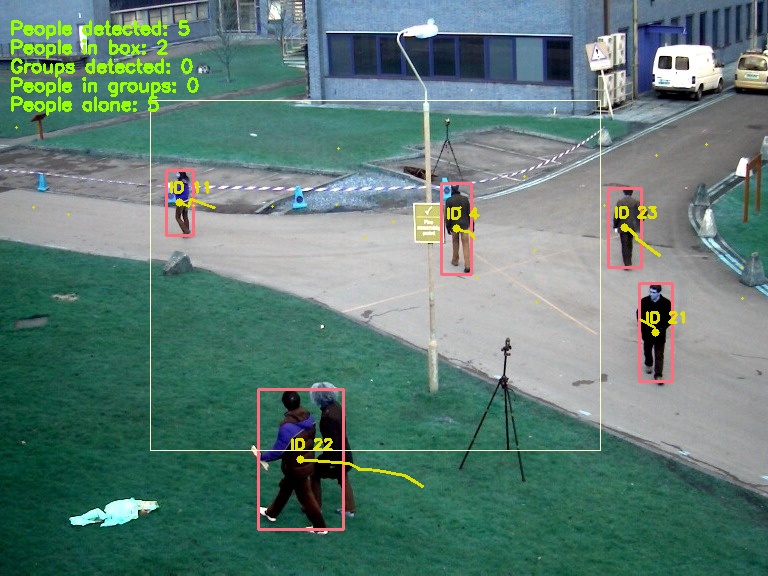 People detected: 5
People in box: 2
Groups detected: 0
People in groups: 0
People alone: 5
ID 11
ID 4
ID 23
ID 21
ID 22